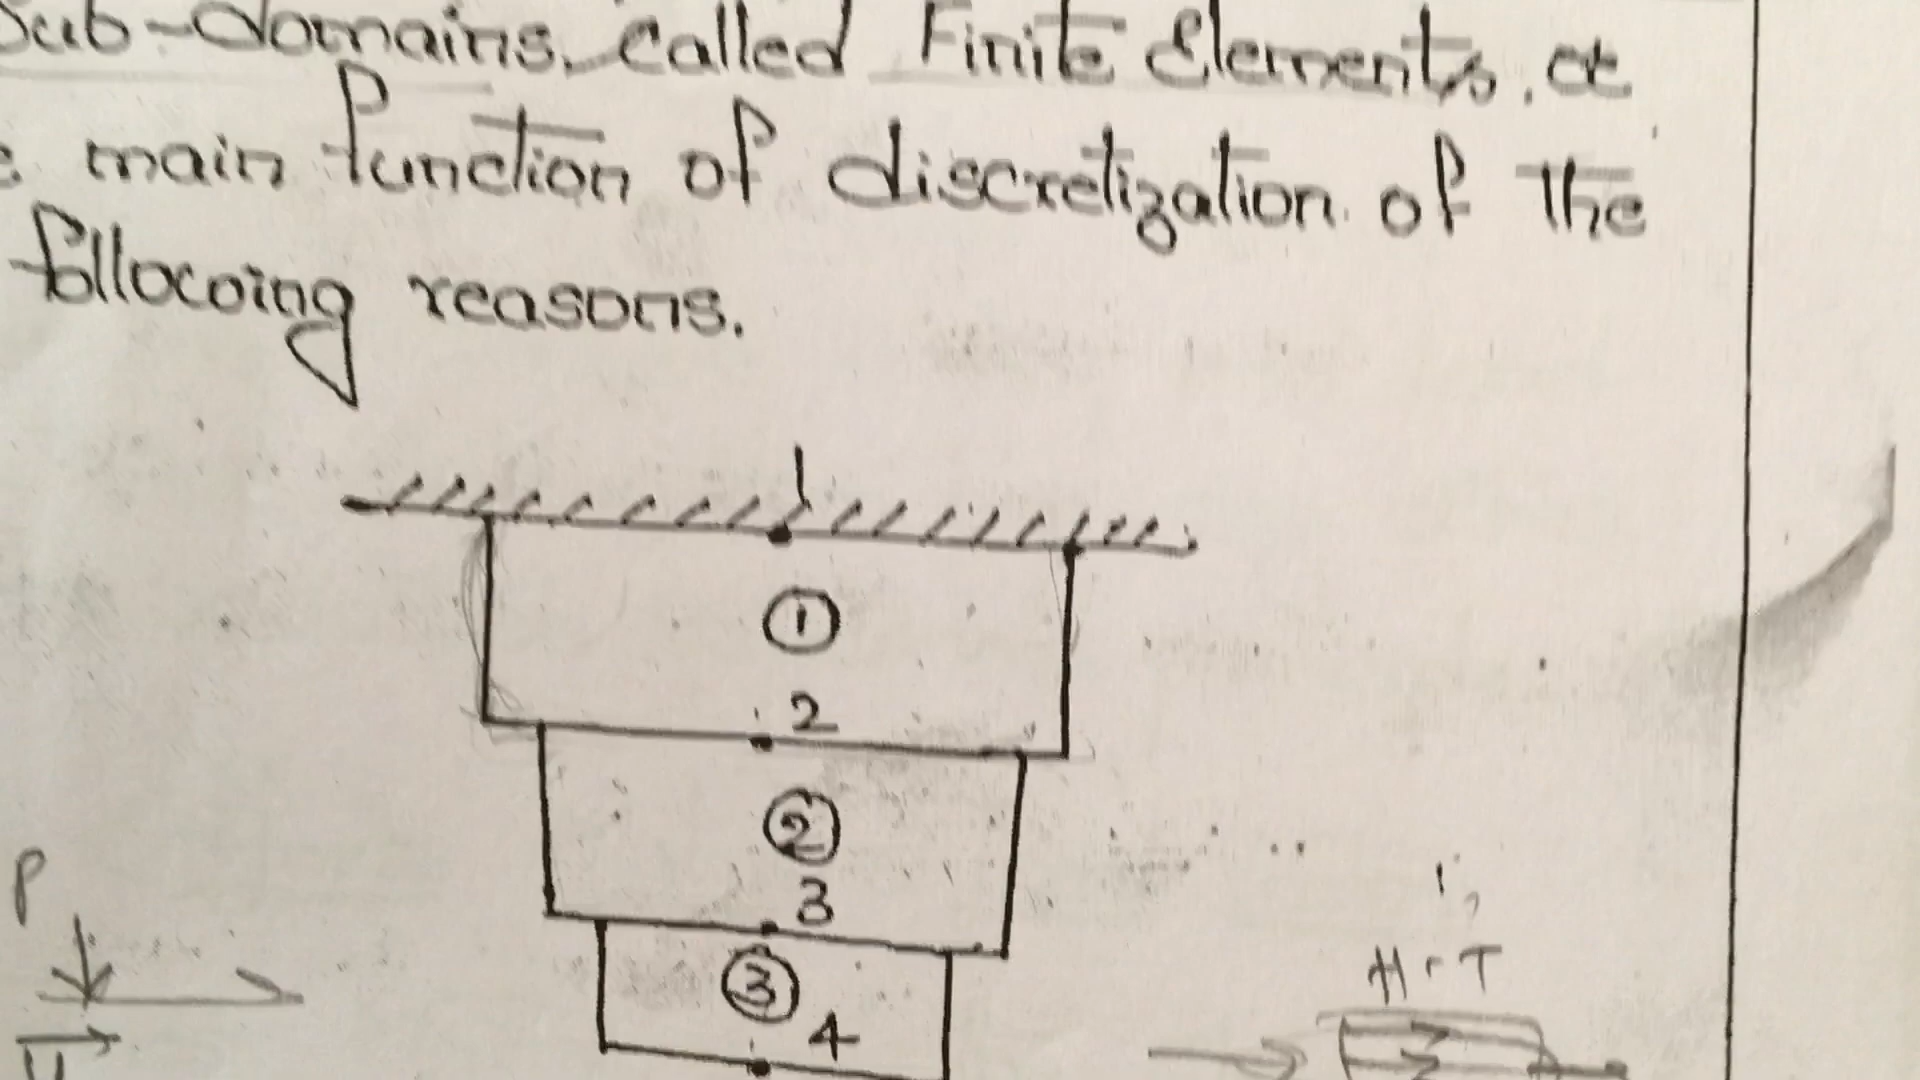 Sub-domains, called Finite Elements. et
main function of discretization of the
following reasons.
1
①
2
②
3
③
4
P
H.T
U